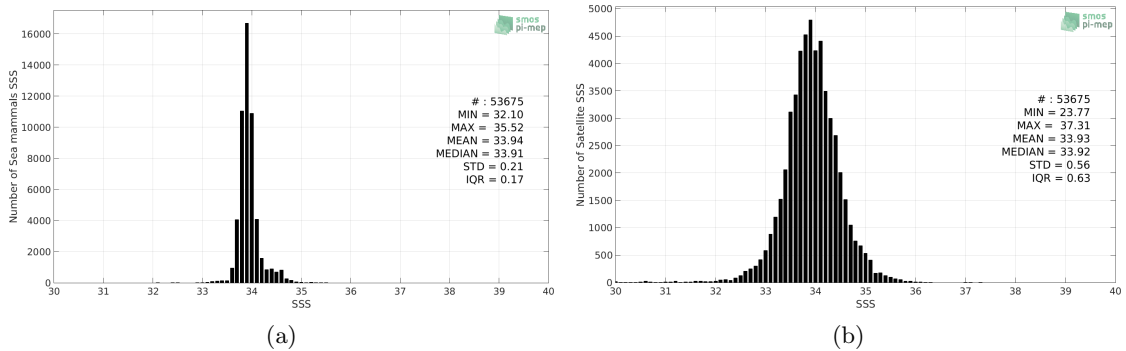 smos
pi-mep
Number of Sea mammals SSS
16000
14000
12000
10000
8000
6000
4000
2000
0
# : 53675
MIN = 32.10
MAX = 35.52
MEAN = 33.94
MEDIAN = 33.91
STD = 0.21
IQR = 0.17
30 31 32 33 34 35 36 37 38 39 40
SSS
(a)
smos
pi-mep
Number of Satellite SSS
5000
4500
4000
3500
3000
2500
2000
1500
1000
500
0
# : 53675
MIN = 23.77
MAX = 37.31
MEAN = 33.93
MEDIAN = 33.92
STD = 0.56
IQR = 0.63
30 31 32 33 34 35 36 37 38 39 40
SSS
(b)